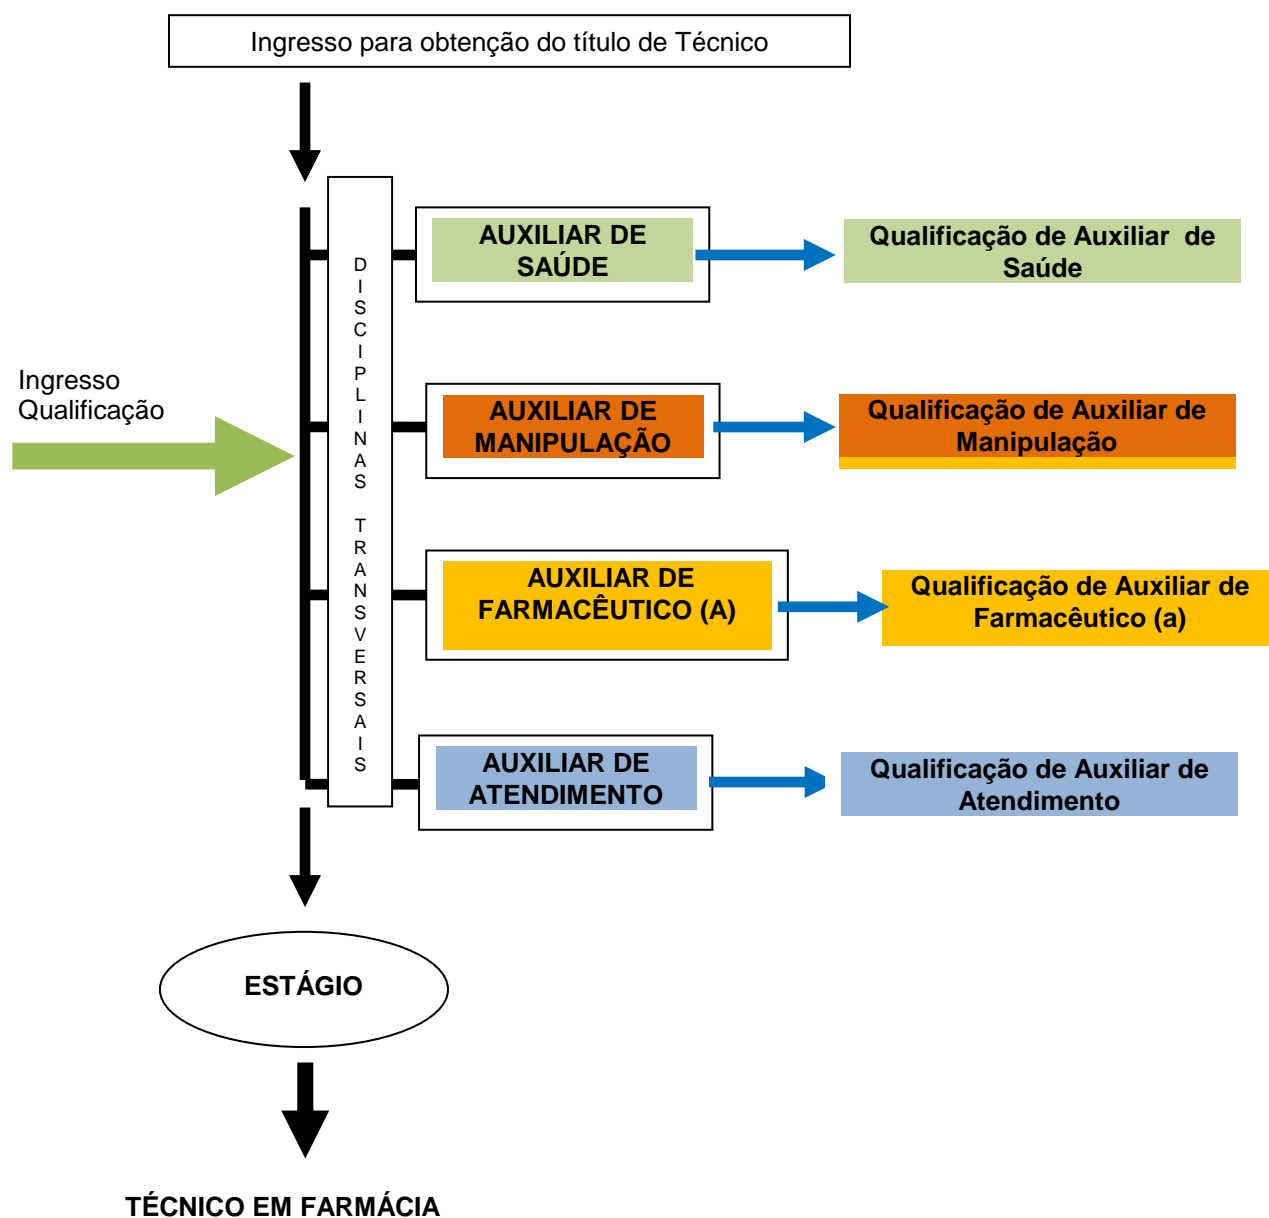 Ingresso para obtenção do título de Técnico
AUXILIAR DE
SAÚDE
Qualificação de Auxiliar de
Saúde
Ingresso
Qualificação
DISCIPLINAS TRANSVERSAIS
AUXILIAR DE
MANIPULAÇÃO
Qualificação de Auxiliar de
Manipulação
AUXILIAR DE
FARMACÊUTICO (A)
Qualificação de Auxiliar de
Farmacêutico (a)
AUXILIAR DE
ATENDIMENTO
Qualificação de Auxiliar de
Atendimento
ESTÁGIO
TÉCNICO EM FARMÁCIA